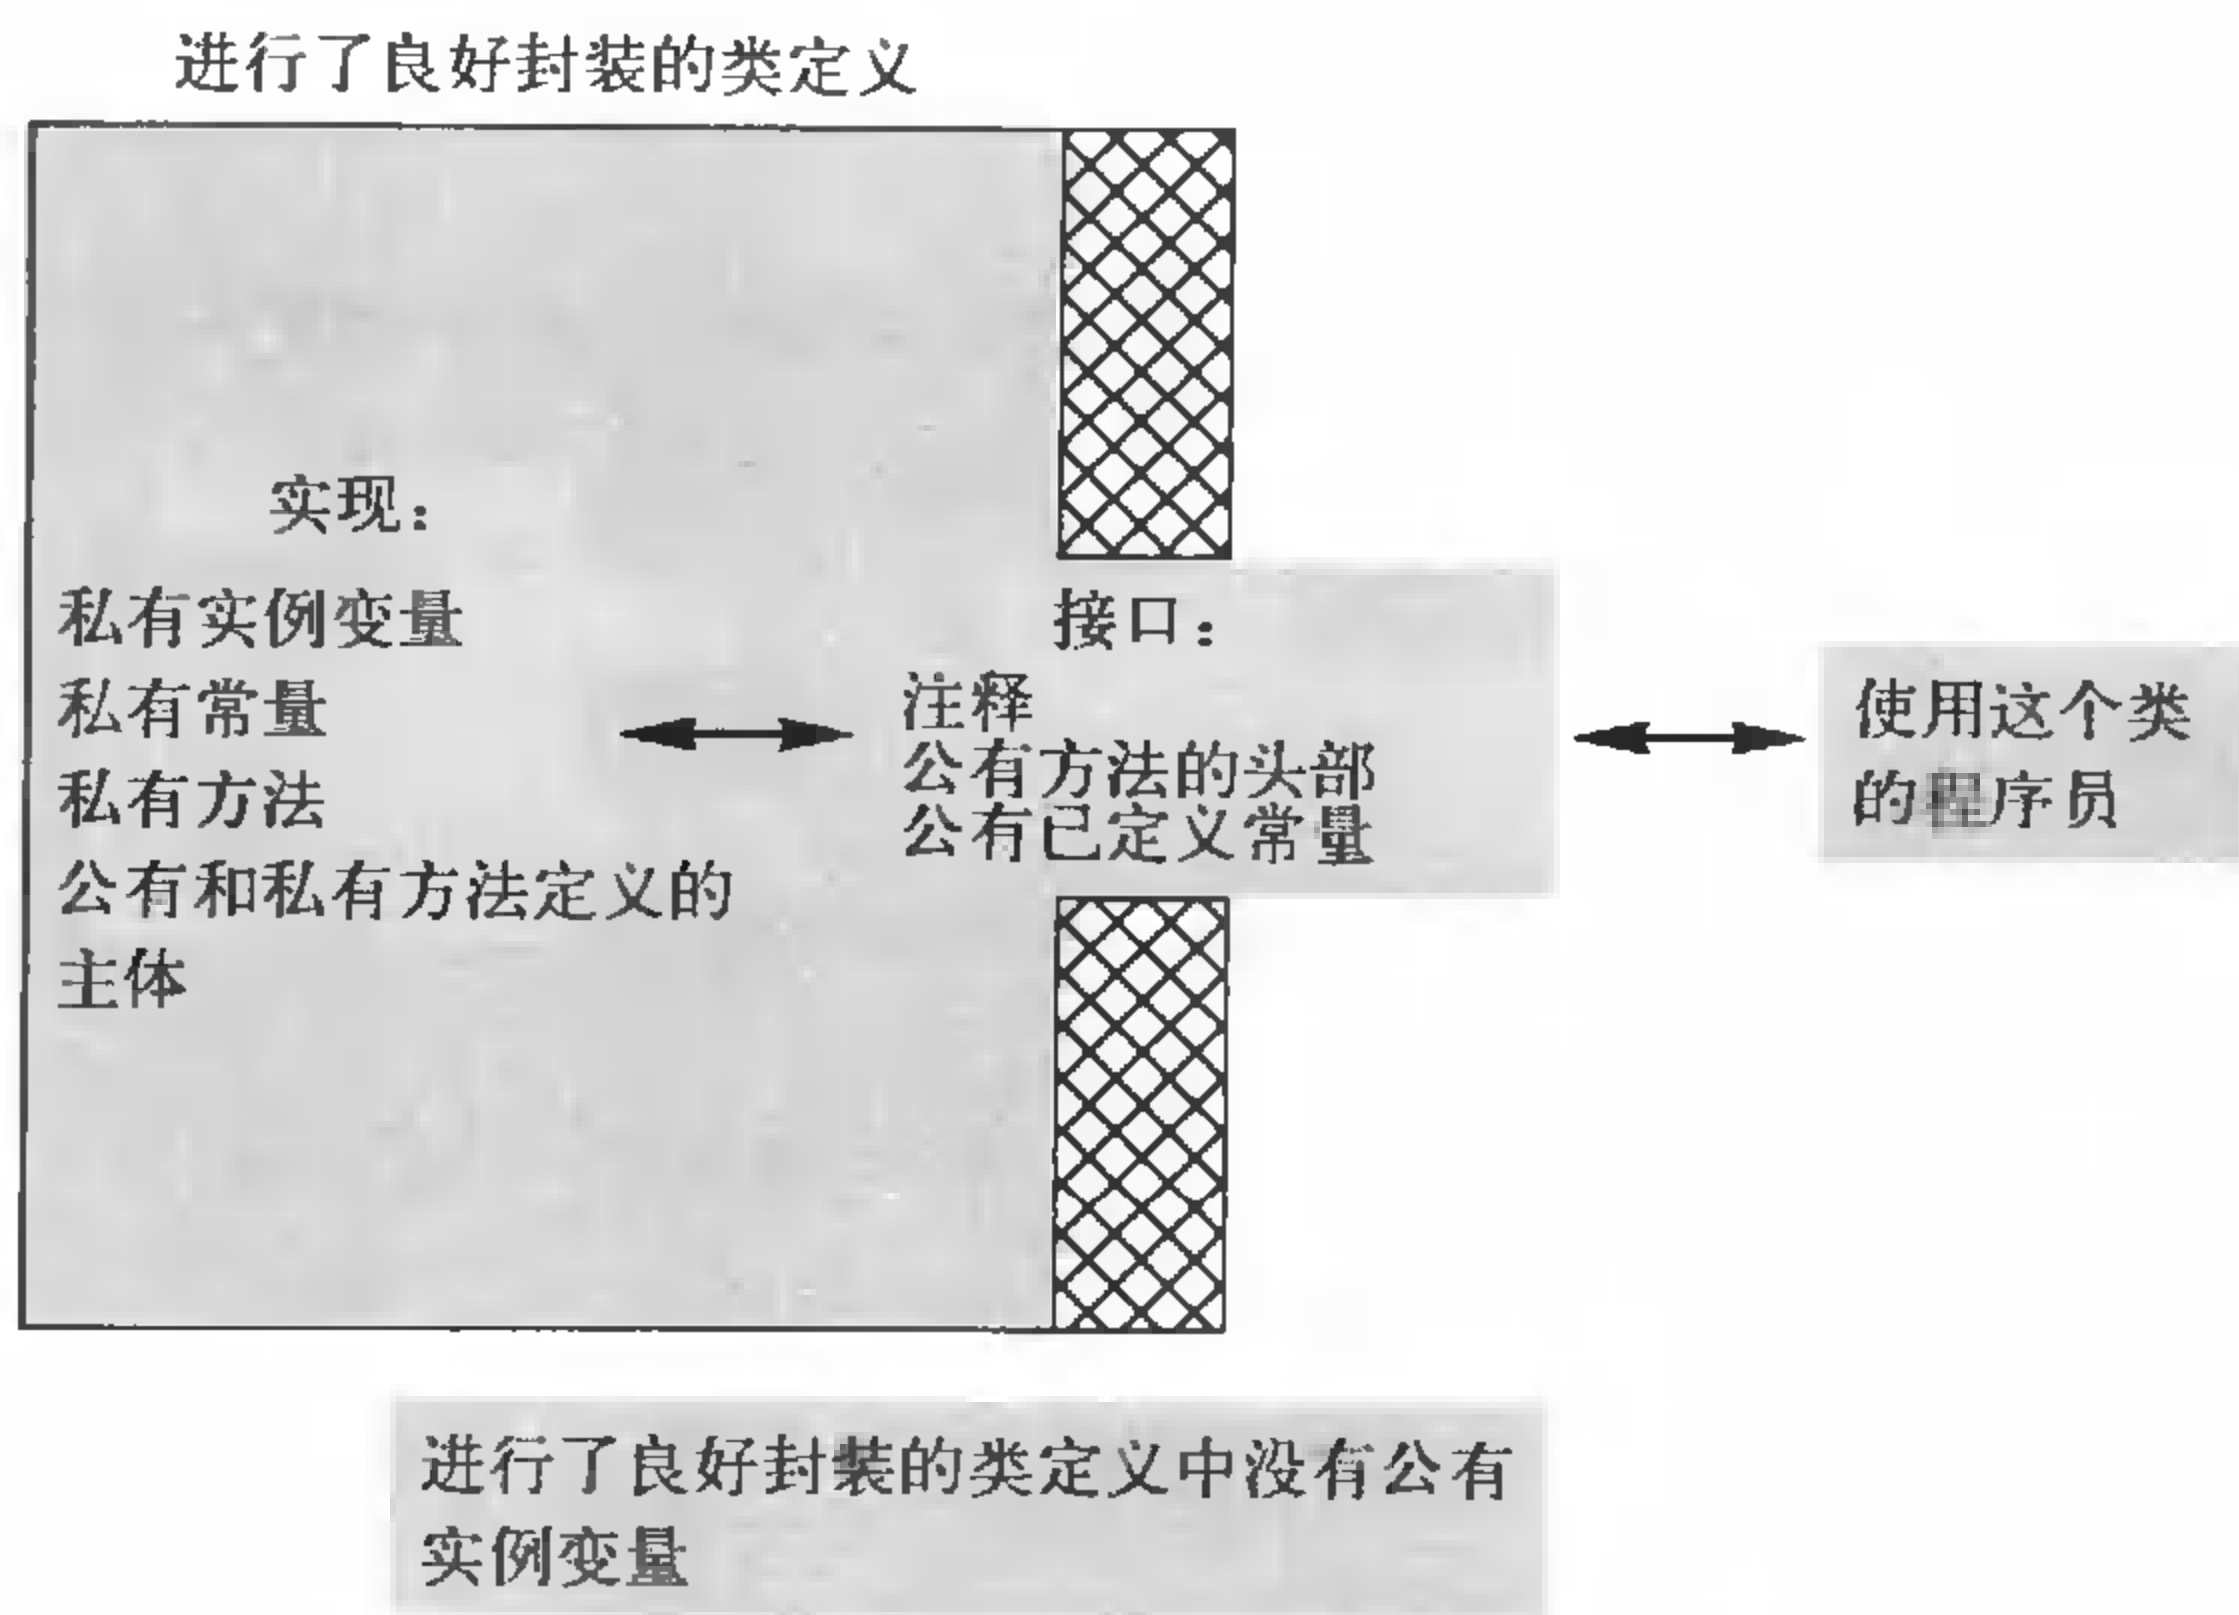 进行了良好封装的类定义
实现：
私有实例变量
私有常量
私有方法
公有和私有方法定义的
主体
接口：
注释
公有方法的头部
公有已定义常量
使用这个类
的程序员
进行了良好封装的类定义中没有公有
实例变量